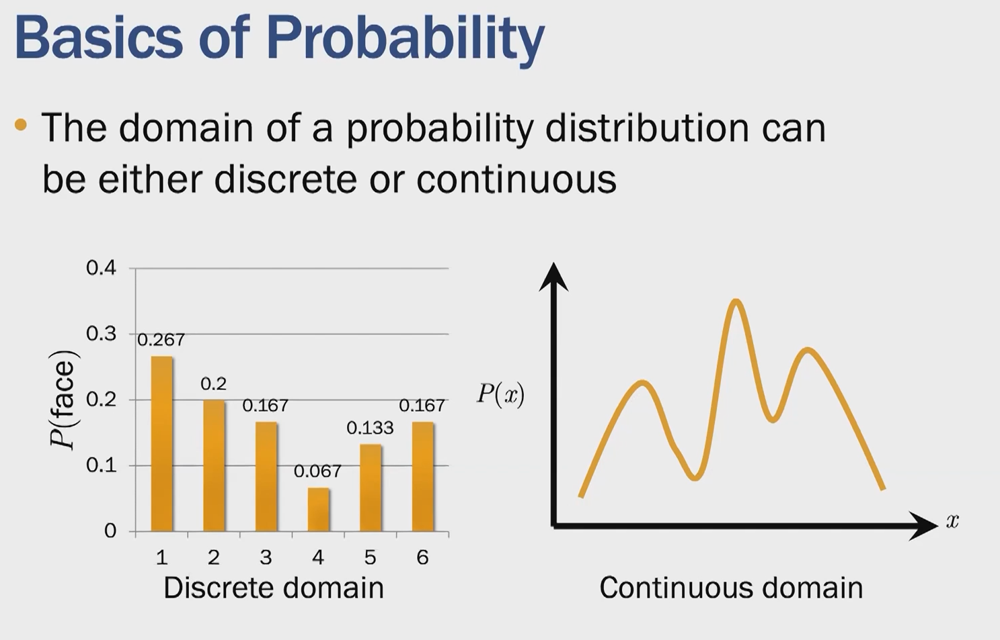 Basics of Probability
• The domain of a probability distribution can
be either discrete or continuous
0.4
0.3
0.2
0.1
0
P(face)
0.267
0.2
0.167
0.067
0.133
0.167
1 2 3 4 5 6
Discrete domain
P(x)
x
Continuous domain